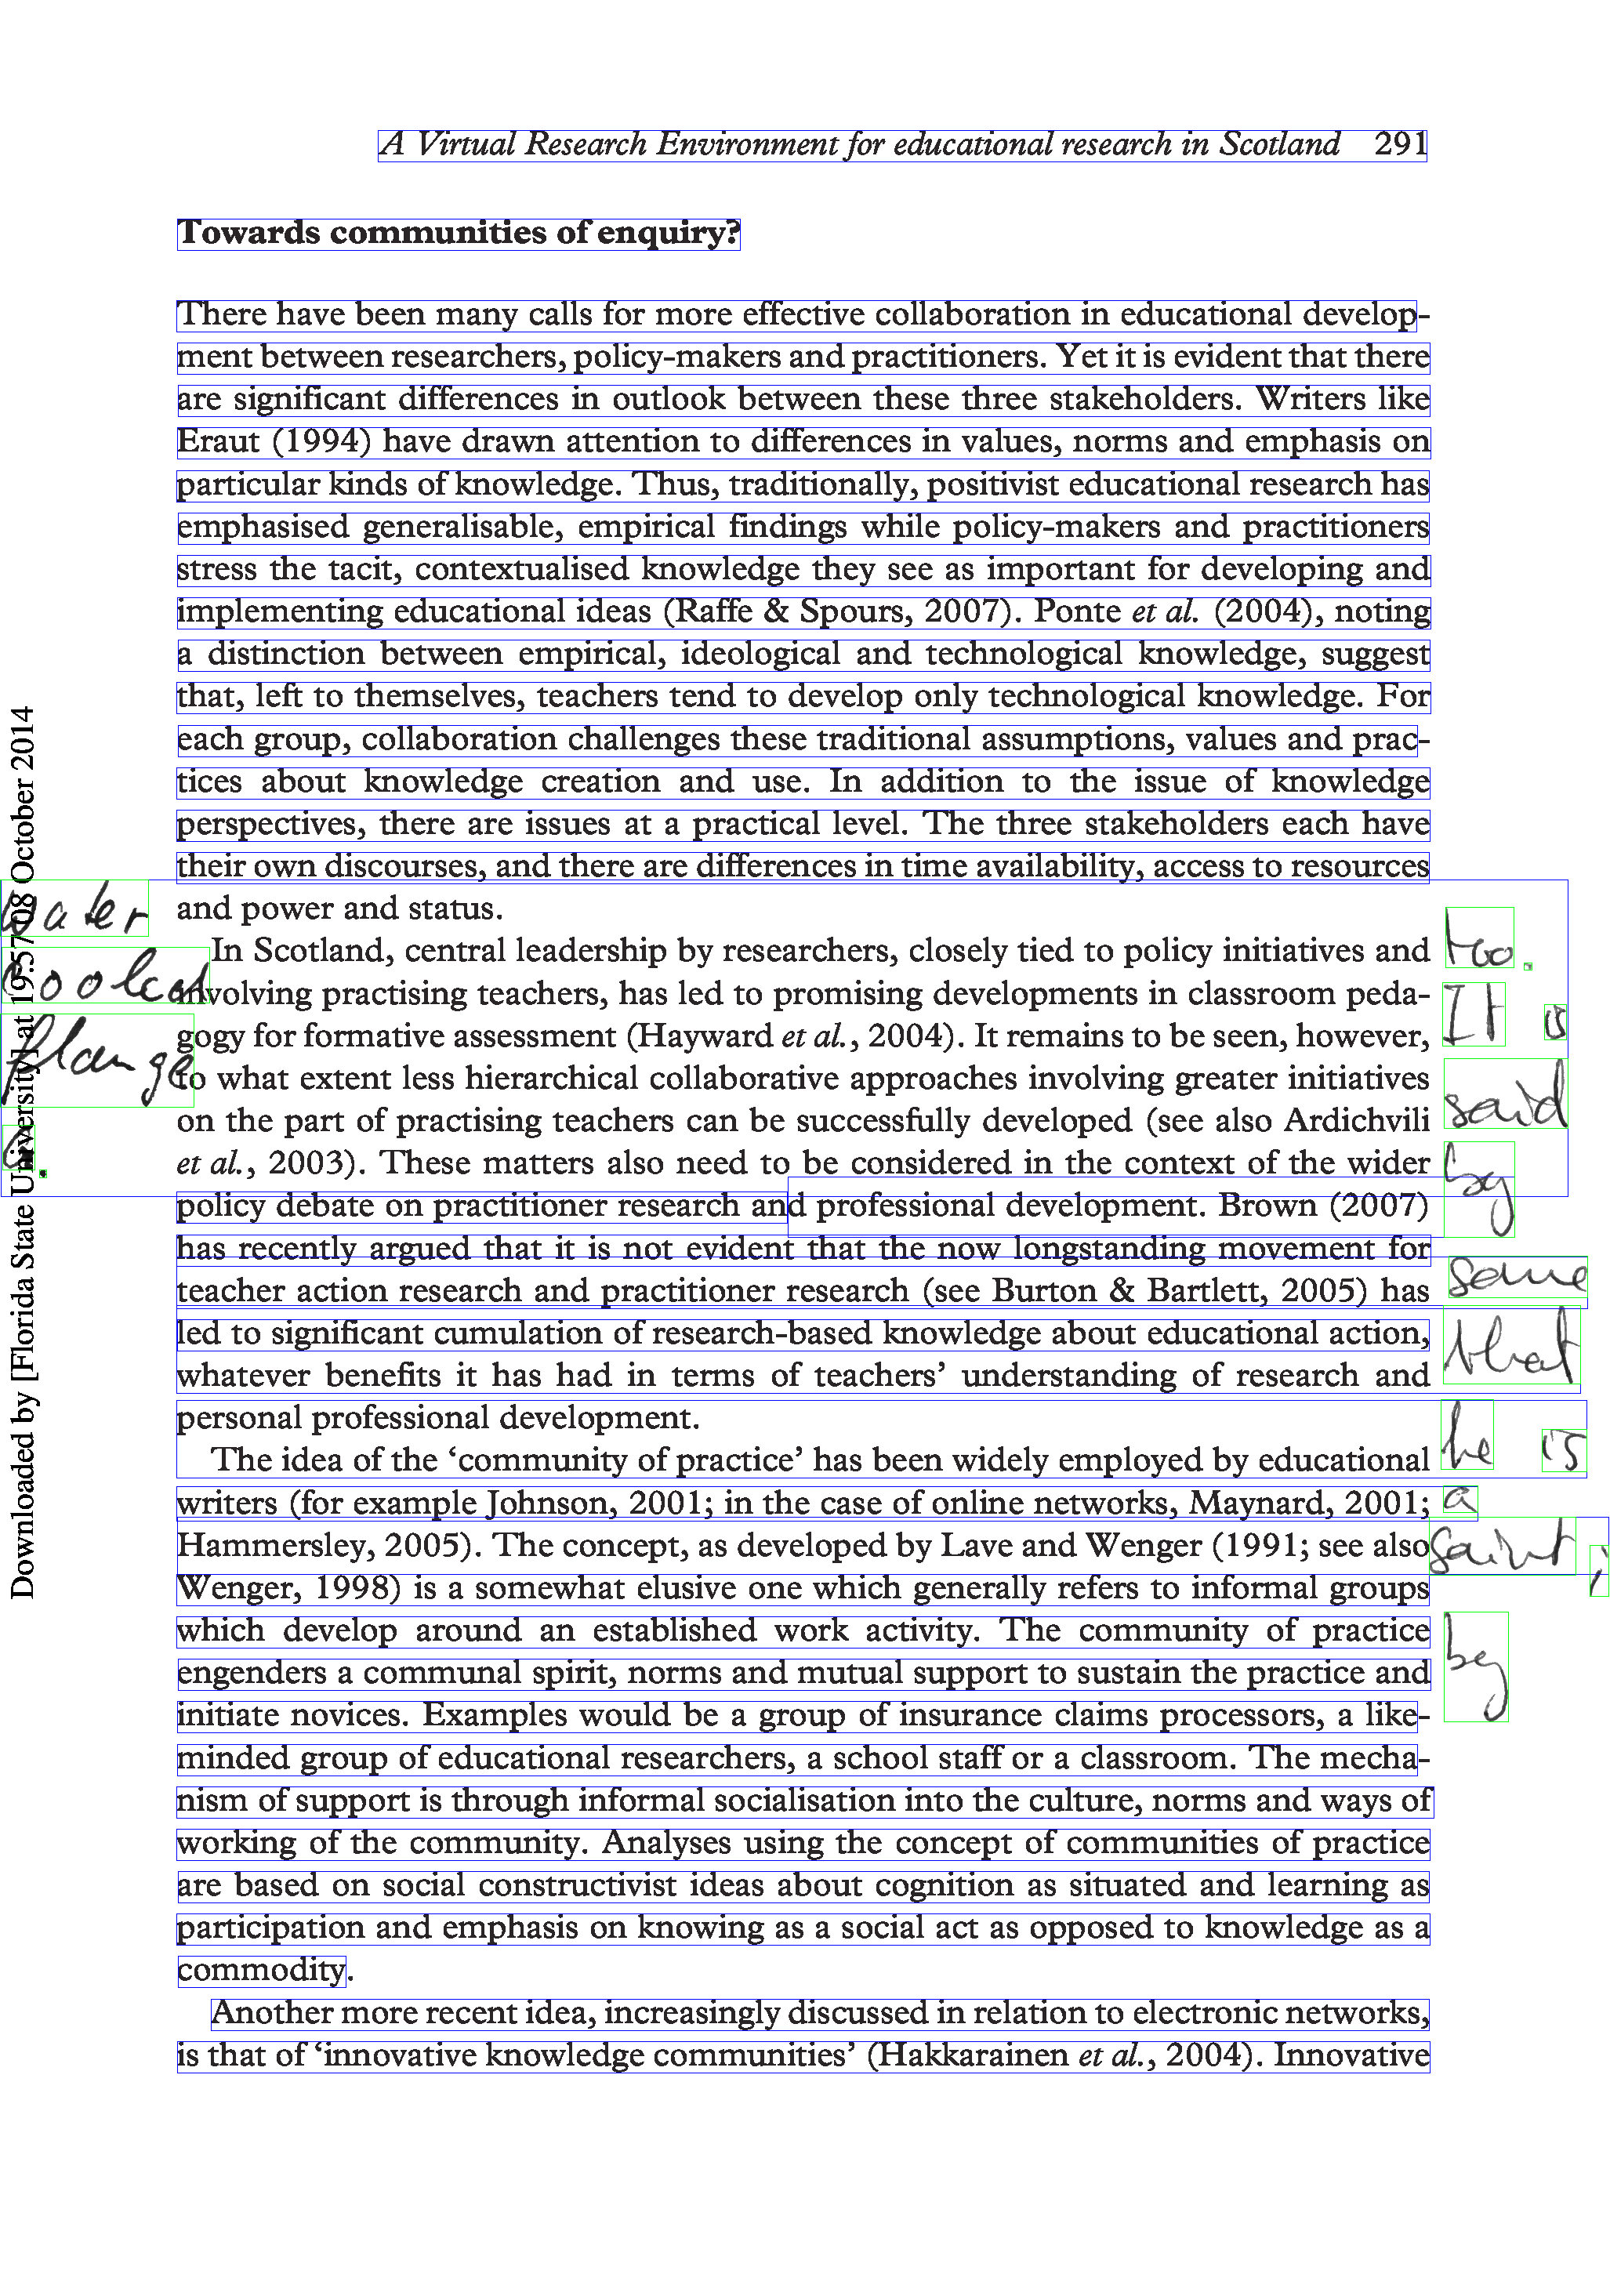 A Virtual Research Environment for educational research in Scotland 291
Towards communities of enquiry?
There have been many calls for more effective collaboration in educational develop-
ment between researchers, policy-makers and practitioners. Yet it is evident that there
are significant differences in outlook between these three stakeholders. Writers like
Eraut (1994) have drawn attention to differences in values, norms and emphasis on
particular kinds of knowledge. Thus, traditionally, positivist educational research has
emphasised generalisable, empirical findings while policy-makers and practitioners
stress the tacit, contextualised knowledge they see as important for developing and
implementing educational ideas (Raffe & Spours, 2007). Ponte et al. (2004), noting
a distinction between empirical, ideological and technological knowledge, suggest
that, left to themselves, teachers tend to develop only technological knowledge. For
each group, collaboration challenges these traditional assumptions, values and prac-
tices about knowledge creation and use. In addition to the issue of knowledge
perspectives, there are issues at a practical level. The three stakeholders each have
their own discourses, and there are differences in time availability, access to resources
and power and status.
In Scotland, central leadership by researchers, closely tied to policy initiatives and
involving practising teachers, has led to promising developments in classroom peda-
gogy for formative assessment (Hayward et al., 2004). It remains to be seen, however,
to what extent less hierarchical collaborative approaches involving greater initiatives
on the part of practising teachers can be successfully developed (see also Ardichvili
et al., 2003). These matters also need to be considered in the context of the wider
policy debate on practitioner research and professional development. Brown (2007)
has recently argued that it is not evident that the now longstanding movement for
teacher action research and practitioner research (see Burton & Bartlett, 2005) has
led to significant cumulation of research-based knowledge about educational action,
whatever benefits it has had in terms of teachers’ understanding of research and
personal professional development.
The idea of the ‘community of practice’ has been widely employed by educational
writers (for example Johnson, 2001; in the case of online networks, Maynard, 2001;
Hammersley, 2005). The concept, as developed by Lave and Wenger (1991; see also
Wenger, 1998) is a somewhat elusive one which generally refers to informal groups
which develop around an established work activity. The community of practice
engenders a communal spirit, norms and mutual support to sustain the practice and
initiate novices. Examples would be a group of insurance claims processors, a like-
minded group of educational researchers, a school staff or a classroom. The mecha-
nism of support is through informal socialisation into the culture, norms and ways of
working of the community. Analyses using the concept of communities of practice
are based on social constructivist ideas about cognition as situated and learning as
participation and emphasis on knowing as a social act as opposed to knowledge as a
commodity.
Another more recent idea, increasingly discussed in relation to electronic networks,
is that of ‘innovative knowledge communities’ (Hakkarainen et al., 2004). Innovative
Downloaded by [Florida State University] at 19:57 08 October 2014
water
cooled
flange
too.
It is
said
by
some
that
he is
a
saint ,
by